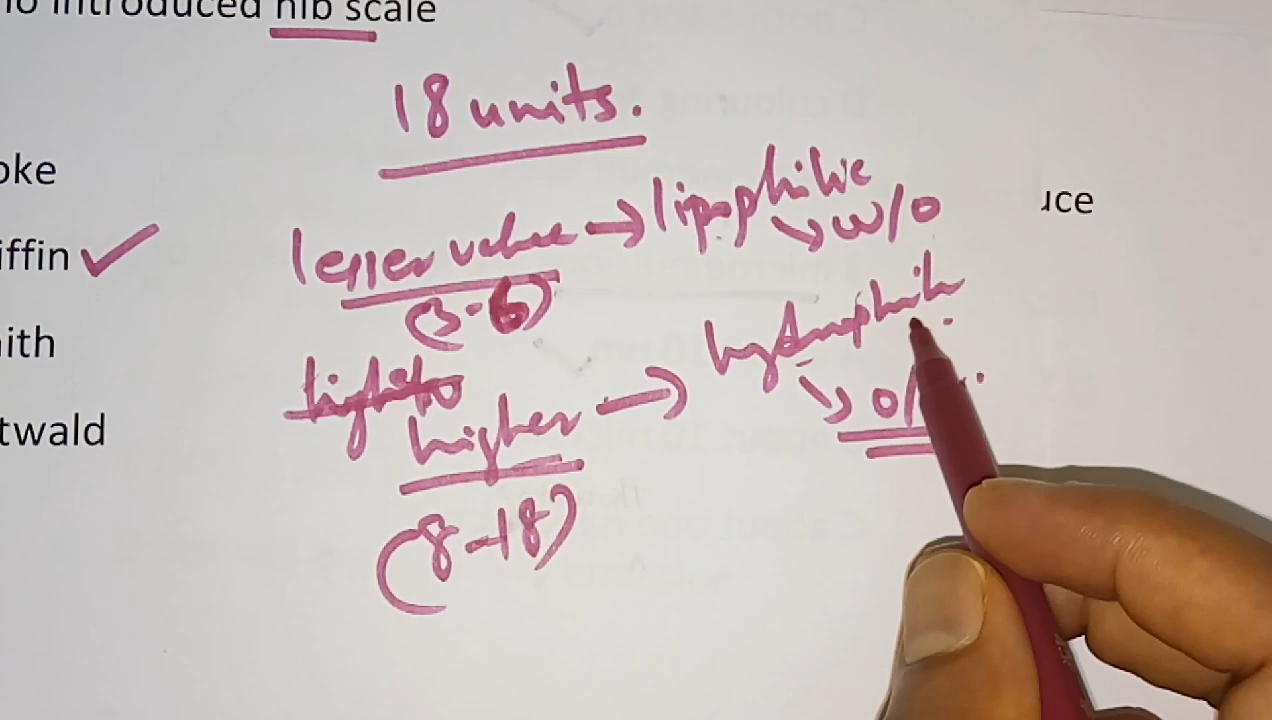 no introduced hlb scale
18 units.
oke
lipophilic
uce
lesser value →
↘ w/o
iffin ✓
(3-6)
hydrophilic
ith
higher →
↘ o/
twald
(8-18)